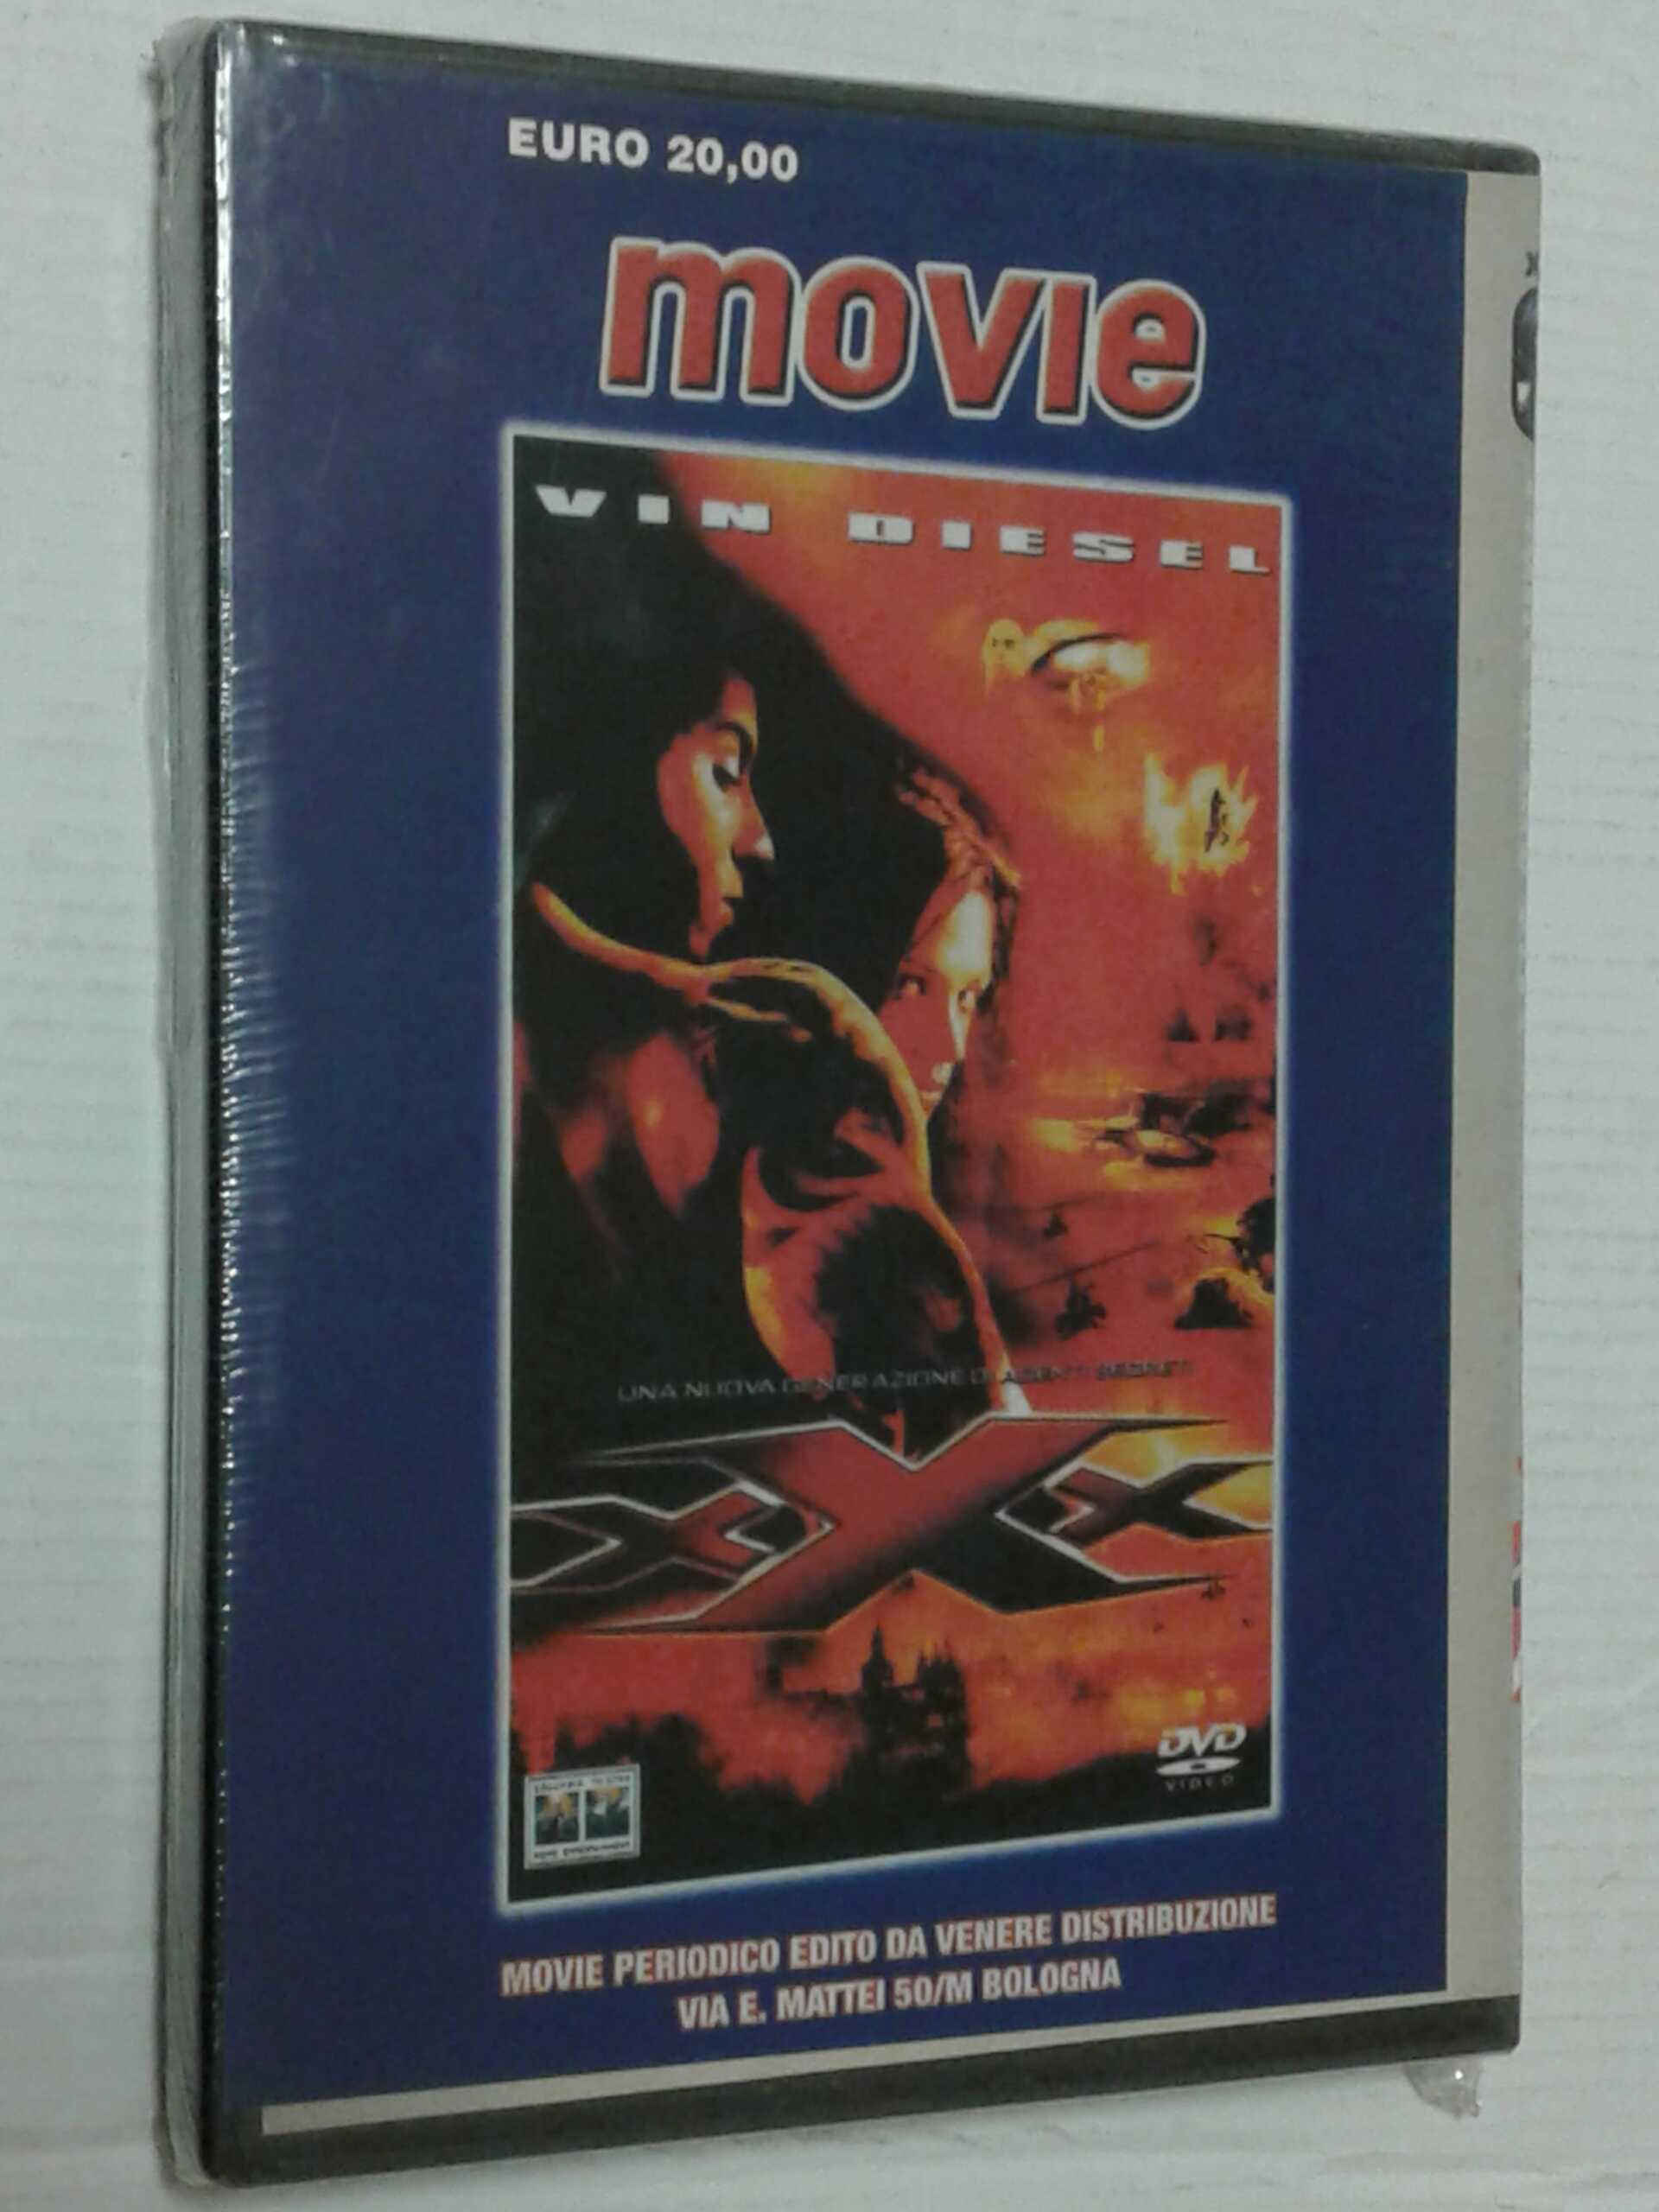 EURO 20,00
movie
VIN DIESEL
UNA NUOVA GENERAZIONE DI AGENTI SEGRETI
xXx
DVD
VIDEO
MOVIE PERIODICO EDITO DA VENERE DISTRIBUZIONE
VIA E. MATTEI 50/M BOLOGNA